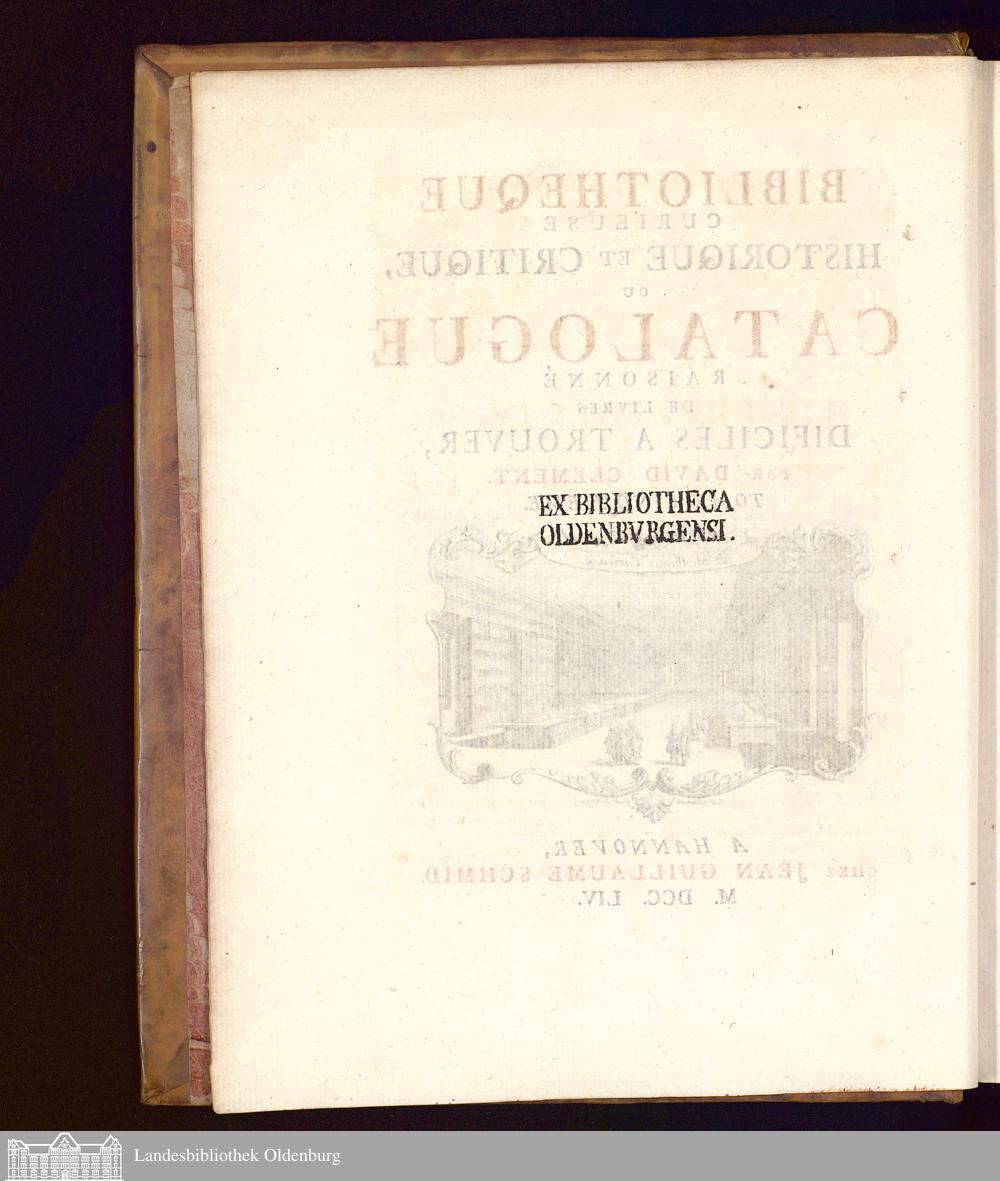 BIBLIOTHEQUE
CURIEUSE
HISTORIQUE ET CRITIQUE,
OU
CATALOGUE
RAISONNÉ
DE LIVRES
DIFICILES A TROUVER,
PAR DAVID CLEMENT.
EX BIBLIOTHECA
OLDENBVRGENSI.
A HANNOVER,
CHEZ JEAN GUILLAUME SCHMID.
M. DCC. LIV.
Landesbibliothek Oldenburg